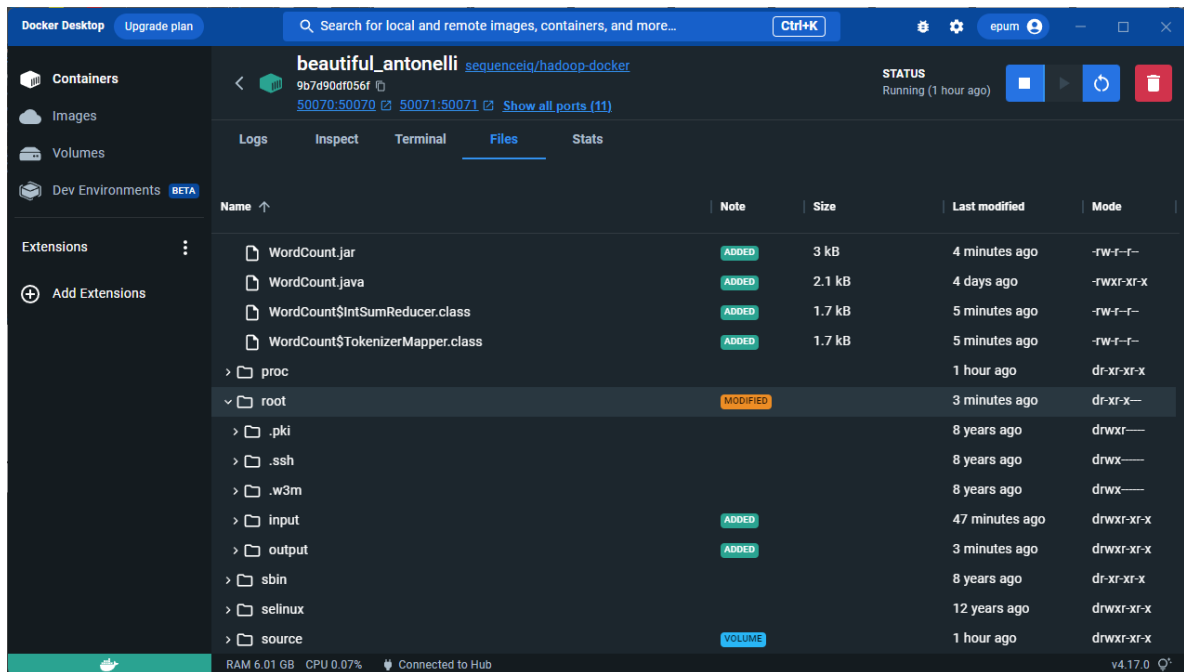 Docker Desktop Upgrade plan Search for local and remote images, containers, and more... Ctrl+K epum
Containers
Images
Volumes
Dev Environments BETA
Extensions
Add Extensions
beautiful_antonelli sequenceiq/hadoop-docker
9b7d90df056f
50070:50070 50071:50071 Show all ports (11)
STATUS
Running (1 hour ago)
Logs Inspect Terminal Files Stats
Name Note Size Last modified Mode
WordCount.jar ADDED 3 kB 4 minutes ago -rw-r--r--
WordCount.java ADDED 2.1 kB 4 days ago -rwxr-xr-x
WordCount$IntSumReducer.class ADDED 1.7 kB 5 minutes ago -rw-r--r--
WordCount$TokenizerMapper.class ADDED 1.7 kB 5 minutes ago -rw-r--r--
proc 1 hour ago dr-xr-xr-x
root MODIFIED 3 minutes ago dr-xr-x---
.pki 8 years ago drwxr-----
.ssh 8 years ago drwx------
.w3m 8 years ago drwx------
input ADDED 47 minutes ago drwxr-xr-x
output ADDED 3 minutes ago drwxr-xr-x
sbin 8 years ago dr-xr-xr-x
selinux 12 years ago drwxr-xr-x
source VOLUME 1 hour ago drwxr-xr-x
RAM 6.01 GB CPU 0.07% Connected to Hub v4.17.0